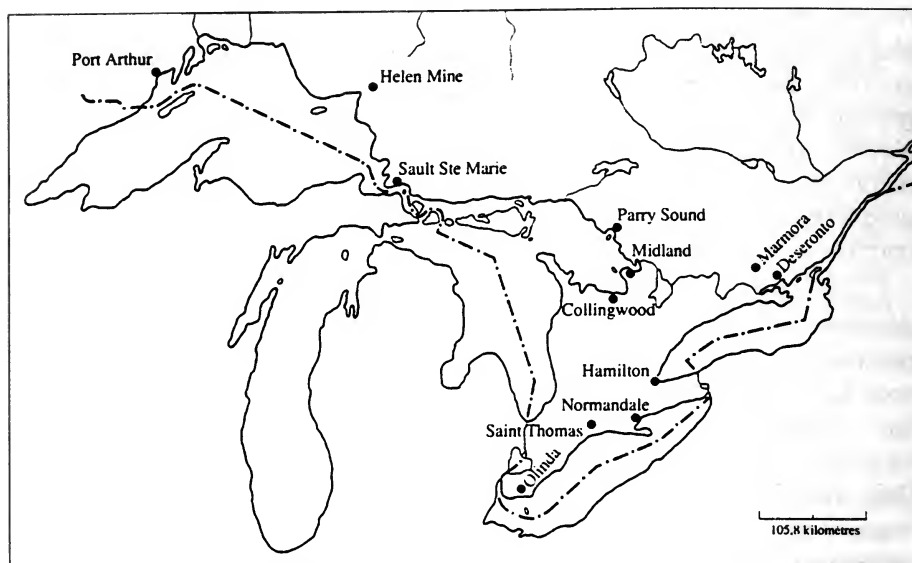 Port Arthur
Helen Mine
Sault Ste Marie
Parry Sound
Marmora
Deseronto
Midland
Collingwood
Hamilton
Normandale
Saint Thomas
Olinda
105,8 kilomètres